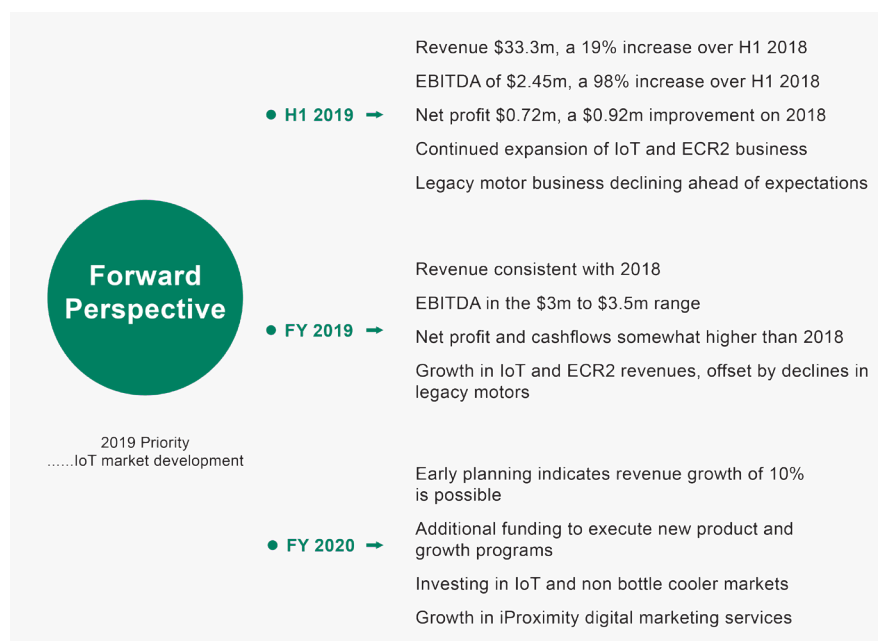 Forward
Perspective
2019 Priority
......IoT market development
H1 2019
Revenue $33.3m, a 19% increase over H1 2018
EBITDA of $2.45m, a 98% increase over H1 2018
Net profit $0.72m, a $0.92m improvement on 2018
Continued expansion of IoT and ECR2 business
Legacy motor business declining ahead of expectations
FY 2019
Revenue consistent with 2018
EBITDA in the $3m to $3.5m range
Net profit and cashflows somewhat higher than 2018
Growth in IoT and ECR2 revenues, offset by declines in
legacy motors
FY 2020
Early planning indicates revenue growth of 10%
is possible
Additional funding to execute new product and
growth programs
Investing in IoT and non bottle cooler markets
Growth in iProximity digital marketing services